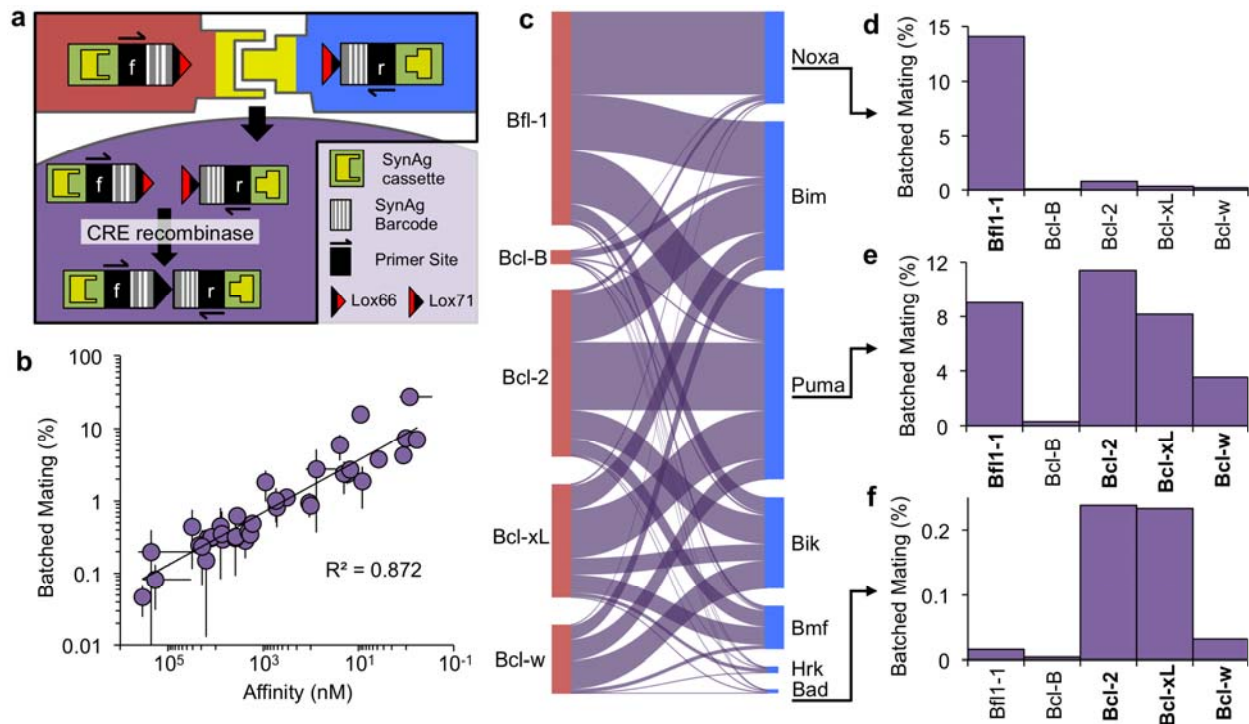 a
f
r
f
r
CRE recombinase
f
r
SynAg
cassette
SynAg
Barcode
Primer Site
Lox66
Lox71
b
Batched Mating (%)
100
10
1
0.1
0.01
R² = 0.872
10⁵
10³
10¹
10⁻¹
Affinity (nM)
c
Bfl-1
Bcl-B
Bcl-2
Bcl-xL
Bcl-w
Noxa
Bim
Puma
Bik
Bmf
Hrk
Bad
d
Batched Mating (%)
15
10
5
0
Bfl1-1
Bcl-B
Bcl-2
Bcl-xL
Bcl-w
e
Batched Mating (%)
12
8
4
0
Bfl1-1
Bcl-B
Bcl-2
Bcl-xL
Bcl-w
f
Batched Mating (%)
0.2
0.1
0
Bfl1-1
Bcl-B
Bcl-2
Bcl-xL
Bcl-w